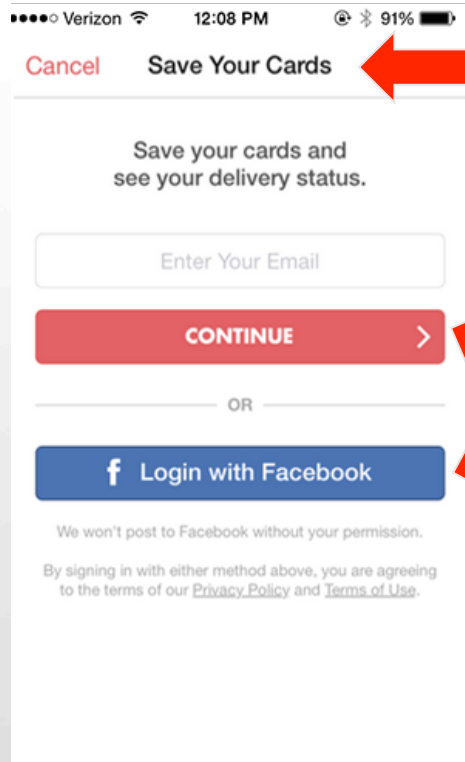 Verizon 12:08 PM 91%
Cancel Save Your Cards
Save your cards and
see your delivery status.
Enter Your Email
CONTINUE
OR
f Login with Facebook
We won't post to Facebook without your permission.
By signing in with either method above, you are agreeing
to the terms of our Privacy Policy and Terms of Use.